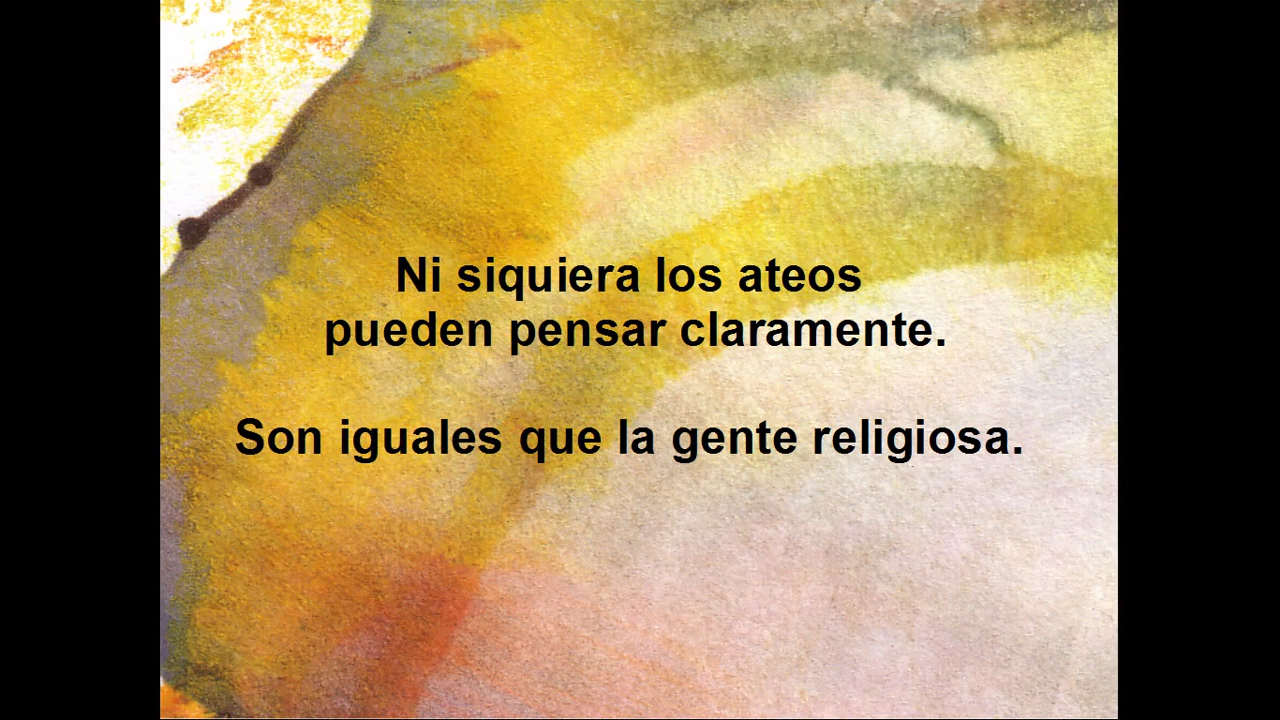 Ni siquiera los ateos
pueden pensar claramente.
Son iguales que la gente religiosa.